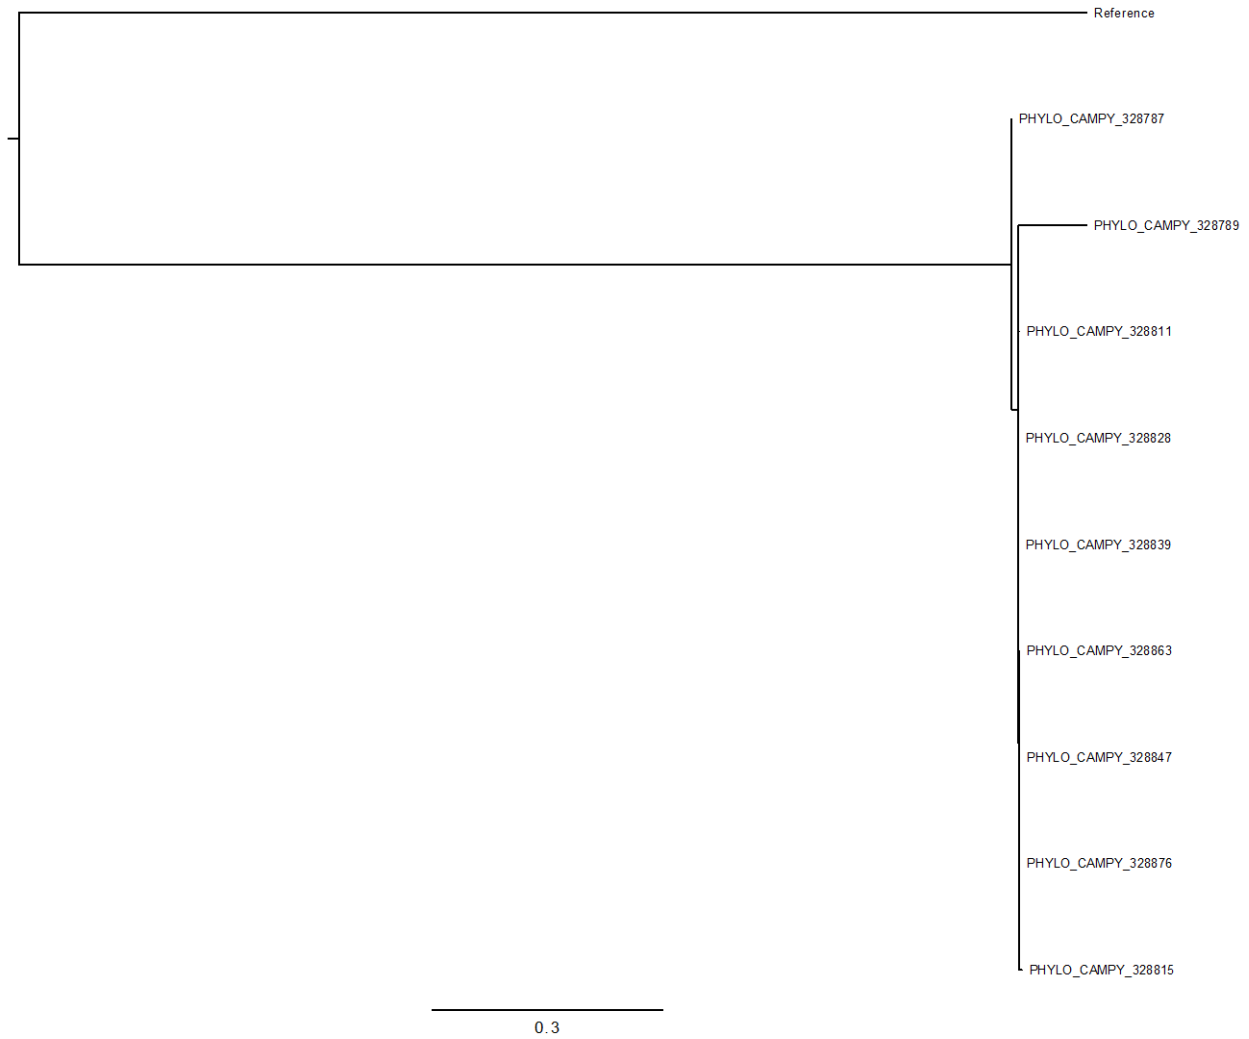 Reference
PHYLO_CAMPY_328787
PHYLO_CAMPY_328789
PHYLO_CAMPY_328811
PHYLO_CAMPY_328828
PHYLO_CAMPY_328839
PHYLO_CAMPY_328863
PHYLO_CAMPY_328847
PHYLO_CAMPY_328876
PHYLO_CAMPY_328815
0.3